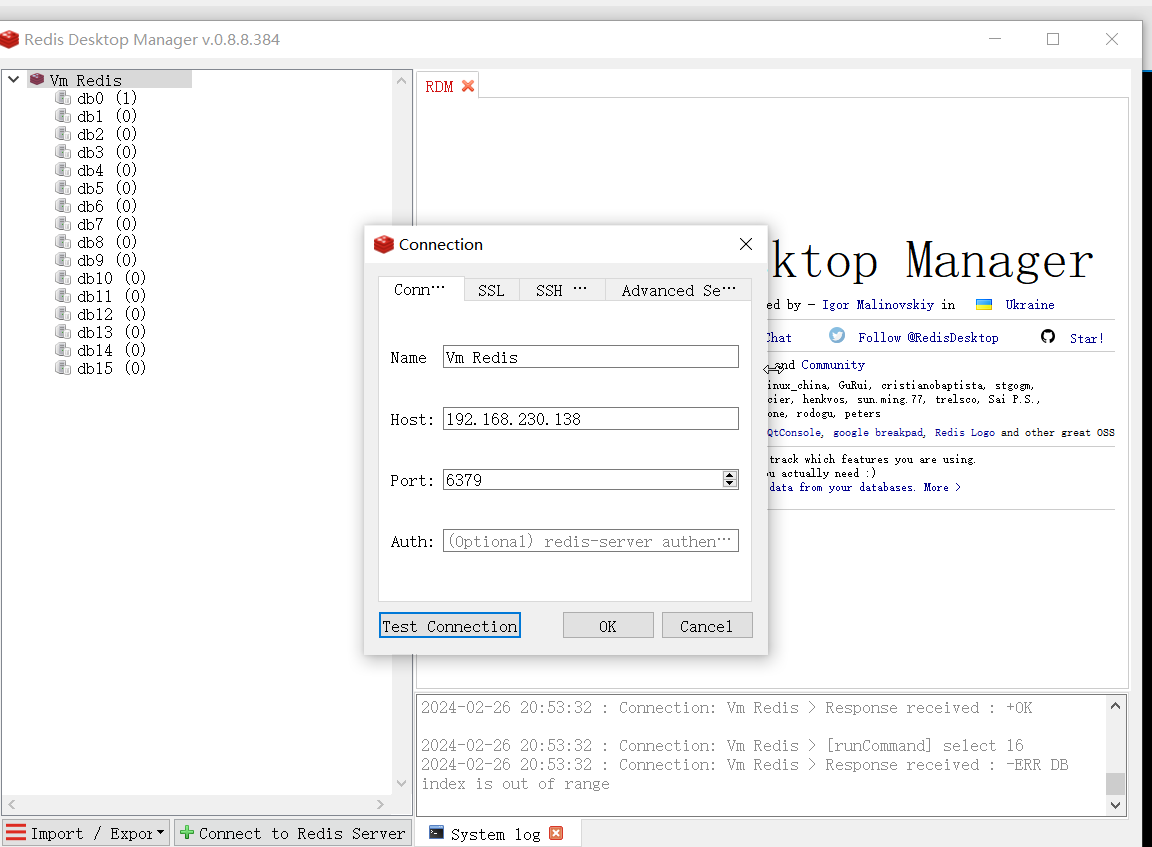 Redis Desktop Manager v.0.8.8.384
Vm Redis
db0 (1)
db1 (0)
db2 (0)
db3 (0)
db4 (0)
db5 (0)
db6 (0)
db7 (0)
db8 (0)
db9 (0)
db10 (0)
db11 (0)
db12 (0)
db13 (0)
db14 (0)
db15 (0)
Import / Expor
Connect to Redis Server
RDM
ktop Manager
ed by — Igor Malinovskiy in Ukraine
Chat Follow @RedisDesktop Star!
and Community
inux_china, GuRui, cristianobaptista, stgogm,
cier, henkvos, sun.ming.77, trelsco, Sai P.S.,
one, rodogu, peters
QtConsole, google breakpad, Redis Logo and other great OSS
track which features you are using.
u actually need :)
data from your databases. More >
Connection
Conn… SSL SSH … Advanced Se…
Name Vm Redis
Host: 192.168.230.138
Port: 6379
Auth: (Optional) redis-server authen…
Test Connection OK Cancel
2024-02-26 20:53:32 : Connection: Vm Redis > Response received : +OK
2024-02-26 20:53:32 : Connection: Vm Redis > [runCommand] select 16
2024-02-26 20:53:32 : Connection: Vm Redis > Response received : -ERR DB
index is out of range
System log